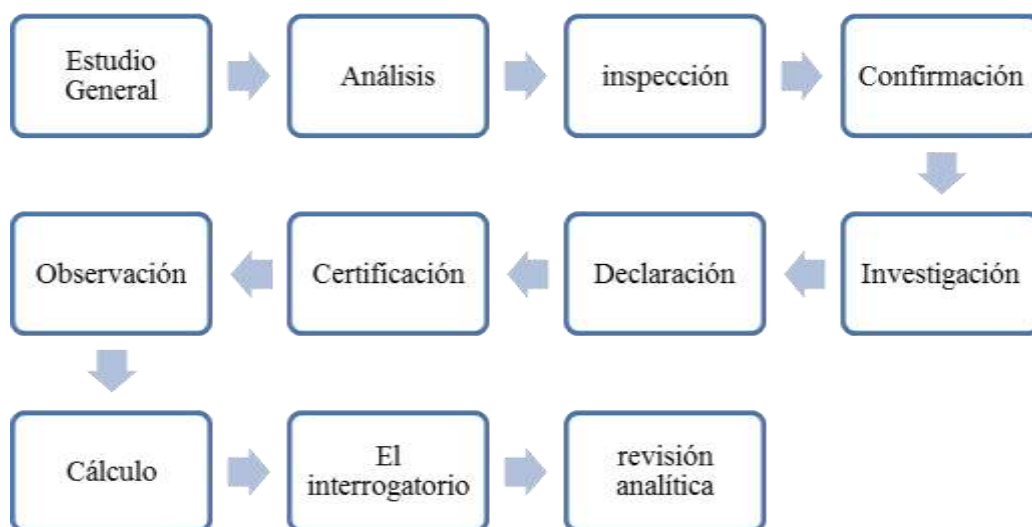 Estudio
General
Análisis
inspección
Confirmación
Investigación
Declaración
Certificación
Observación
Cálculo
El
interrogatorio
revisión
analítica